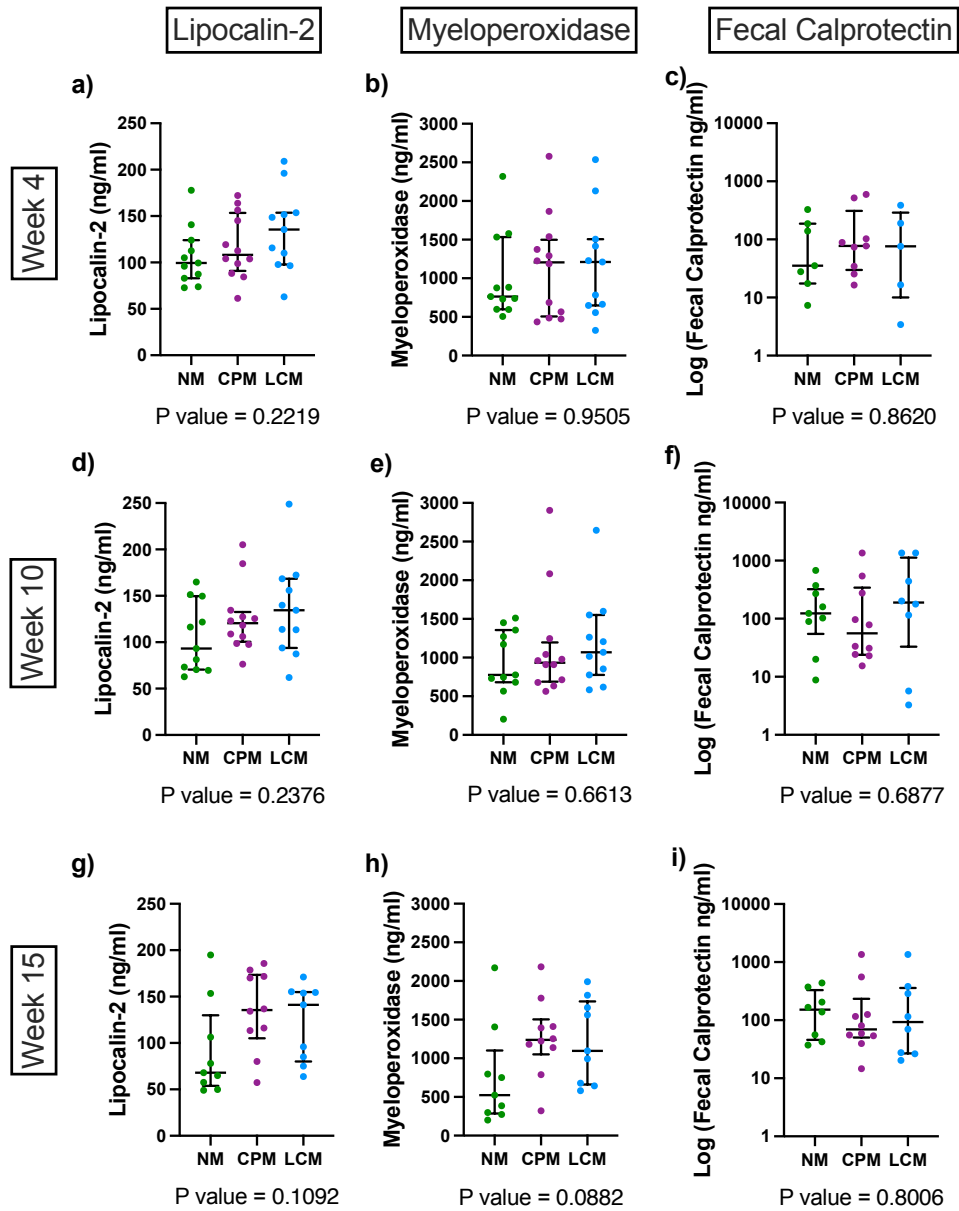 Lipocalin-2
Myeloperoxidase
Fecal Calprotectin
Week 4
a)
Lipocalin-2 (ng/ml)
250
200
150
100
50
0
NM CPM LCM
P value = 0.2219
b)
Myeloperoxidase (ng/ml)
3000
2500
2000
1500
1000
500
0
NM CPM LCM
P value = 0.9505
c)
Log (Fecal Calprotectin ng/ml)
10000
1000
100
10
1
NM CPM LCM
P value = 0.8620
Week 10
d)
Lipocalin-2 (ng/ml)
250
200
150
100
50
0
NM CPM LCM
P value = 0.2376
e)
Myeloperoxidase (ng/ml)
3000
2500
2000
1500
1000
500
0
NM CPM LCM
P value = 0.6613
f)
Log (Fecal Calprotectin ng/ml)
10000
1000
100
10
1
NM CPM LCM
P value = 0.6877
Week 15
g)
Lipocalin-2 (ng/ml)
250
200
150
100
50
0
NM CPM LCM
P value = 0.1092
h)
Myeloperoxidase (ng/ml)
3000
2500
2000
1500
1000
500
0
NM CPM LCM
P value = 0.0882
i)
Log (Fecal Calprotectin ng/ml)
10000
1000
100
10
1
NM CPM LCM
P value = 0.8006